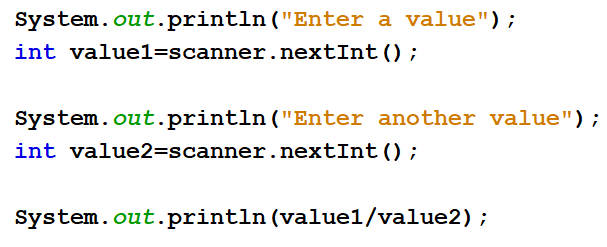 System.out.println("Enter a value");
int value1=scanner.nextInt();
System.out.println("Enter another value");
int value2=scanner.nextInt();
System.out.println(value1/value2);